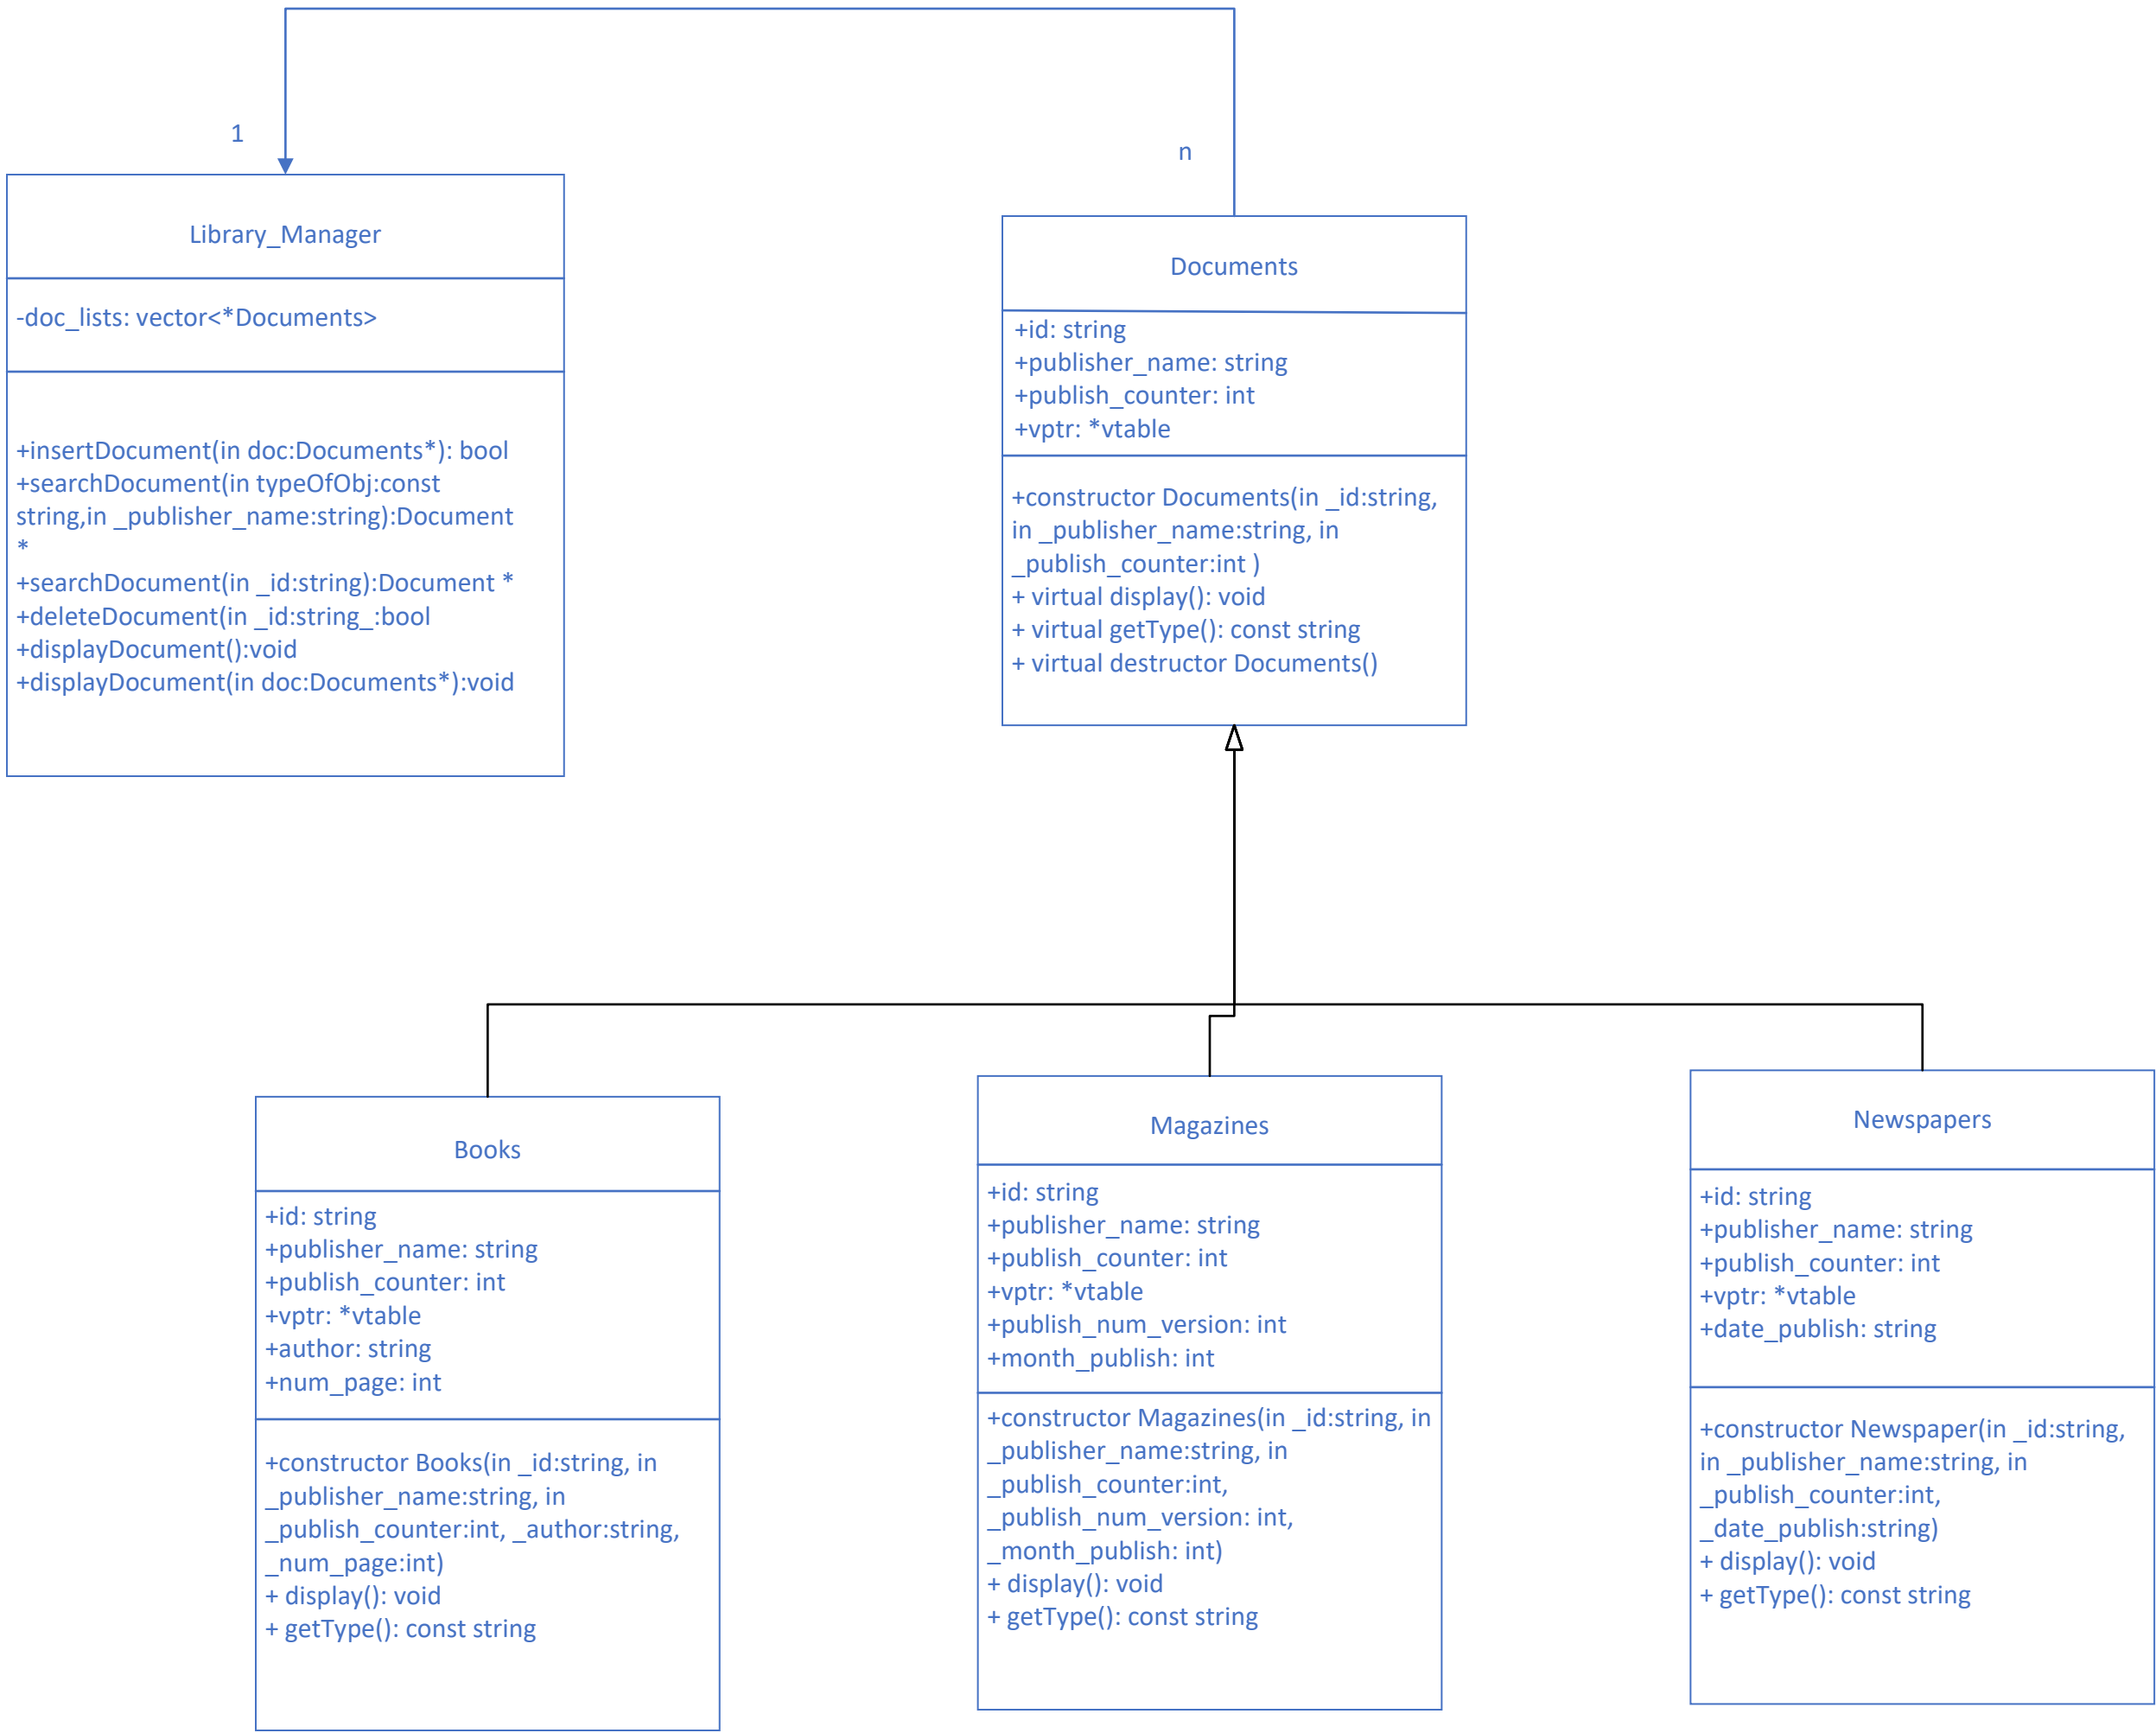 1
n
Library_Manager
-doc_lists: vector<*Documents>
+insertDocument(in doc:Documents*): bool
+searchDocument(in typeOfObj:const
string,in _publisher_name:string):Document
*
+searchDocument(in _id:string):Document *
+deleteDocument(in _id:string_:bool
+displayDocument():void
+displayDocument(in doc:Documents*):void
Documents
+id: string
+publisher_name: string
+publish_counter: int
+vptr: *vtable
+constructor Documents(in _id:string,
in _publisher_name:string, in
_publish_counter:int )
+ virtual display(): void
+ virtual getType(): const string
+ virtual destructor Documents()
Books
+id: string
+publisher_name: string
+publish_counter: int
+vptr: *vtable
+author: string
+num_page: int
+constructor Books(in _id:string, in
_publisher_name:string, in
_publish_counter:int, _author:string,
_num_page:int)
+ display(): void
+ getType(): const string
Magazines
+id: string
+publisher_name: string
+publish_counter: int
+vptr: *vtable
+publish_num_version: int
+month_publish: int
+constructor Magazines(in _id:string, in
_publisher_name:string, in
_publish_counter:int,
_publish_num_version: int,
_month_publish: int)
+ display(): void
+ getType(): const string
Newspapers
+id: string
+publisher_name: string
+publish_counter: int
+vptr: *vtable
+date_publish: string
+constructor Newspaper(in _id:string,
in _publisher_name:string, in
_publish_counter:int,
_date_publish:string)
+ display(): void
+ getType(): const string